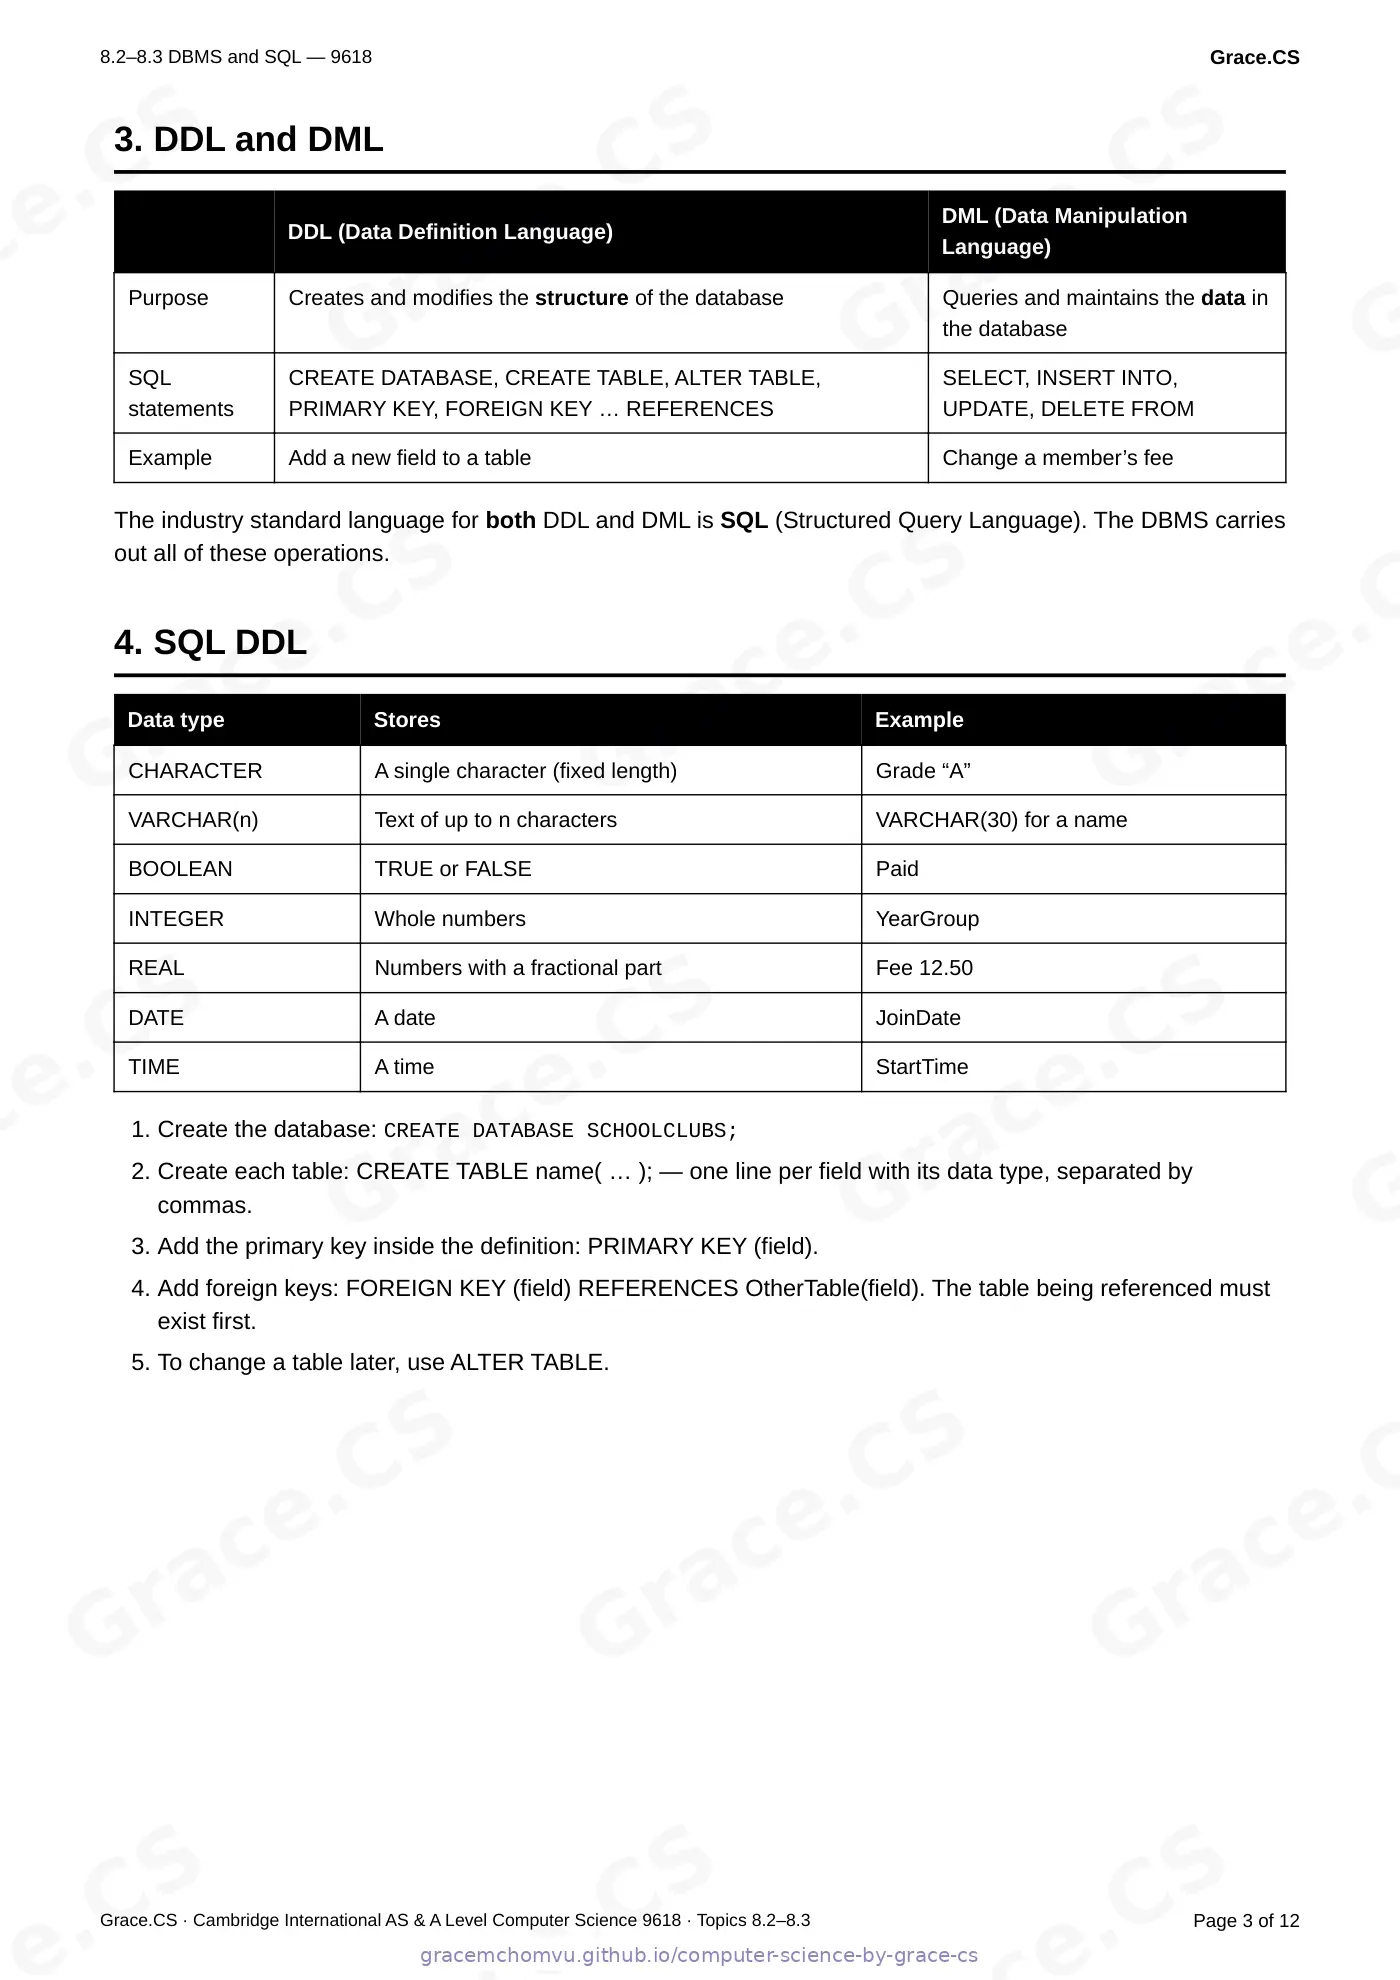 8.2–8.3 DBMS and SQL — 9618
Grace.CS
3. DDL and DML
DDL (Data Definition Language)
DML (Data Manipulation
Language)
Purpose
Creates and modifies the structure of the database
Queries and maintains the data in
the database
SQL
statements
CREATE DATABASE, CREATE TABLE, ALTER TABLE,
PRIMARY KEY, FOREIGN KEY … REFERENCES
SELECT, INSERT INTO,
UPDATE, DELETE FROM
Example
Add a new field to a table
Change a member’s fee
The industry standard language for both DDL and DML is SQL (Structured Query Language). The DBMS carries
out all of these operations.
4. SQL DDL
Data type
Stores
Example
CHARACTER
A single character (fixed length)
Grade “A”
VARCHAR(n)
Text of up to n characters
VARCHAR(30) for a name
BOOLEAN
TRUE or FALSE
Paid
INTEGER
Whole numbers
YearGroup
REAL
Numbers with a fractional part
Fee 12.50
DATE
A date
JoinDate
TIME
A time
StartTime
1. Create the database: CREATE DATABASE SCHOOLCLUBS;
2. Create each table: CREATE TABLE name( … ); — one line per field with its data type, separated by
commas.
3. Add the primary key inside the definition: PRIMARY KEY (field).
4. Add foreign keys: FOREIGN KEY (field) REFERENCES OtherTable(field). The table being referenced must
exist first.
5. To change a table later, use ALTER TABLE.
Grace.CS · Cambridge International AS & A Level Computer Science 9618 · Topics 8.2–8.3
Page 3 of 12
gracemchomvu.github.io/computer-science-by-grace-cs